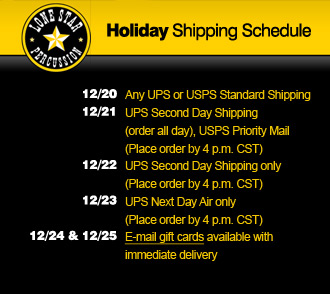 LONE STAR
PERCUSSION
Holiday Shipping Schedule
12/20 Any UPS or USPS Standard Shipping
12/21 UPS Second Day Shipping
(order all day), USPS Priority Mail
(Place order by 4 p.m. CST)
12/22 UPS Second Day Shipping only
(Place order by 4 p.m. CST)
12/23 UPS Next Day Air only
(Place order by 4 p.m. CST)
12/24 & 12/25 E-mail gift cards available with
immediate delivery